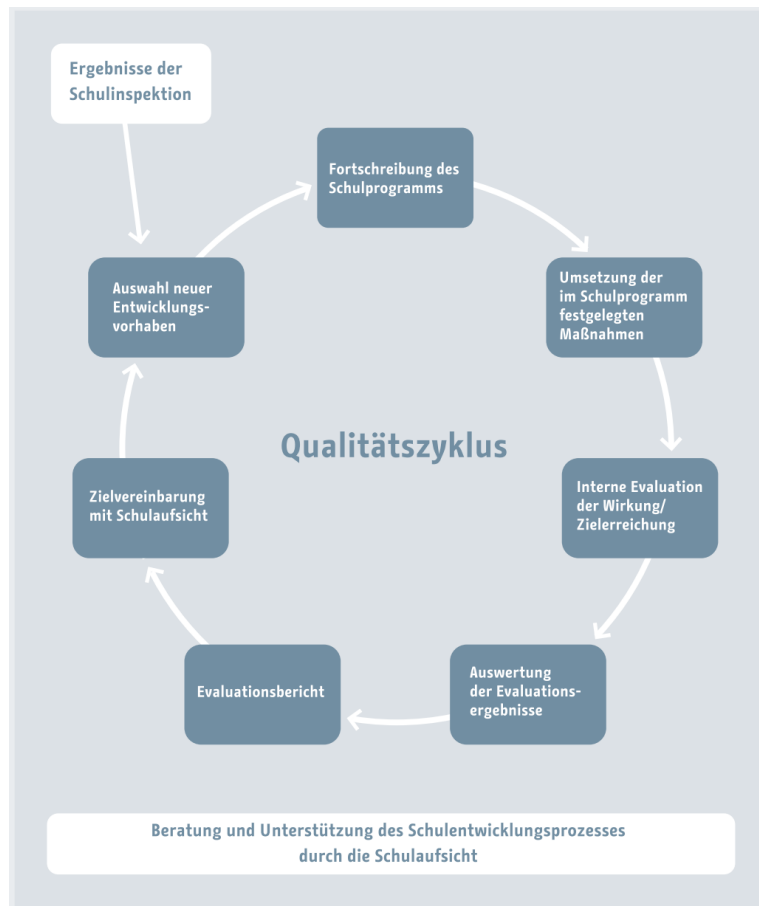 Ergebnisse der
Schulinspektion
Fortschreibung des
Schulprogramms
Umsetzung der
im Schulprogramm
festgelegten
Maßnahmen
Interne Evaluation
der Wirkung/
Zielerreichung
Auswertung
der Evaluations-
ergebnisse
Evaluationsbericht
Zielvereinbarung
mit Schulaufsicht
Auswahl neuer
Entwicklungs-
vorhaben
Qualitätszyklus
Beratung und Unterstützung des Schulentwicklungsprozesses
durch die Schulaufsicht